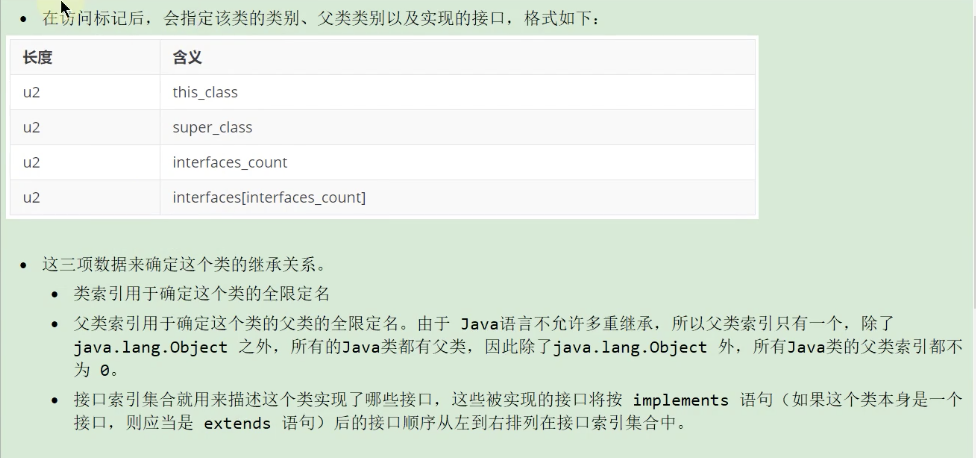 在访问标记后，会指定该类的类别、父类类别以及实现的接口，格式如下：
长度 含义
u2 this_class
u2 super_class
u2 interfaces_count
u2 interfaces[interfaces_count]
这三项数据来确定这个类的继承关系。
类索引用于确定这个类的全限定名
父类索引用于确定这个类的父类的全限定名。由于 Java语言不允许多重继承，所以父类索引只有一个，除了
java.lang.Object 之外，所有的Java类都有父类，因此除了java.lang.Object 外，所有Java类的父类索引都不
为 0。
接口索引集合就用来描述这个类实现了哪些接口，这些被实现的接口将按 implements 语句（如果这个类本身是一个
接口，则应当是 extends 语句）后的接口顺序从左到右排列在接口索引集合中。